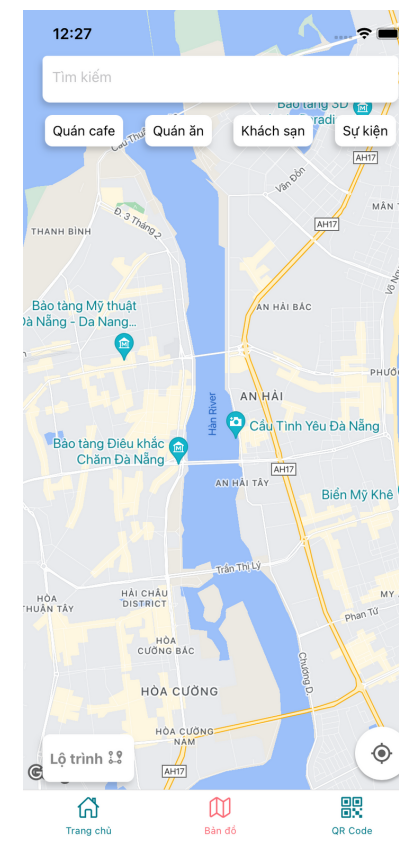 12:27
Tìm kiếm
Bảo tàng 3D
Quán cafe
Quán ăn
Khách sạn
Sự kiện
Vân Đồn
AH17
Đ. 3 Tháng 2
MÂN
AH17
THANH BÌNH
Bảo tàng Mỹ thuật
Đà Nẵng - Da Nang...
AN HẢI BẮC
PHƯỚ
Hàn River
AN HẢI
Cầu Tình Yêu Đà Nẵng
Bảo tàng Điêu khắc
Chăm Đà Nẵng
AH17
AN HẢI TÂY
Biển Mỹ Khê
Trần Thị Lý
HÒA
THUẬN TÂY
HẢI CHÂU
DISTRICT
MY
Phan Tứ
HÒA
CƯỜNG BẮC
Chương D
HÒA CƯỜNG
HÒA CƯỜNG
NAM
Lộ trình
AH17
Trang chủ
Bản đồ
QR Code